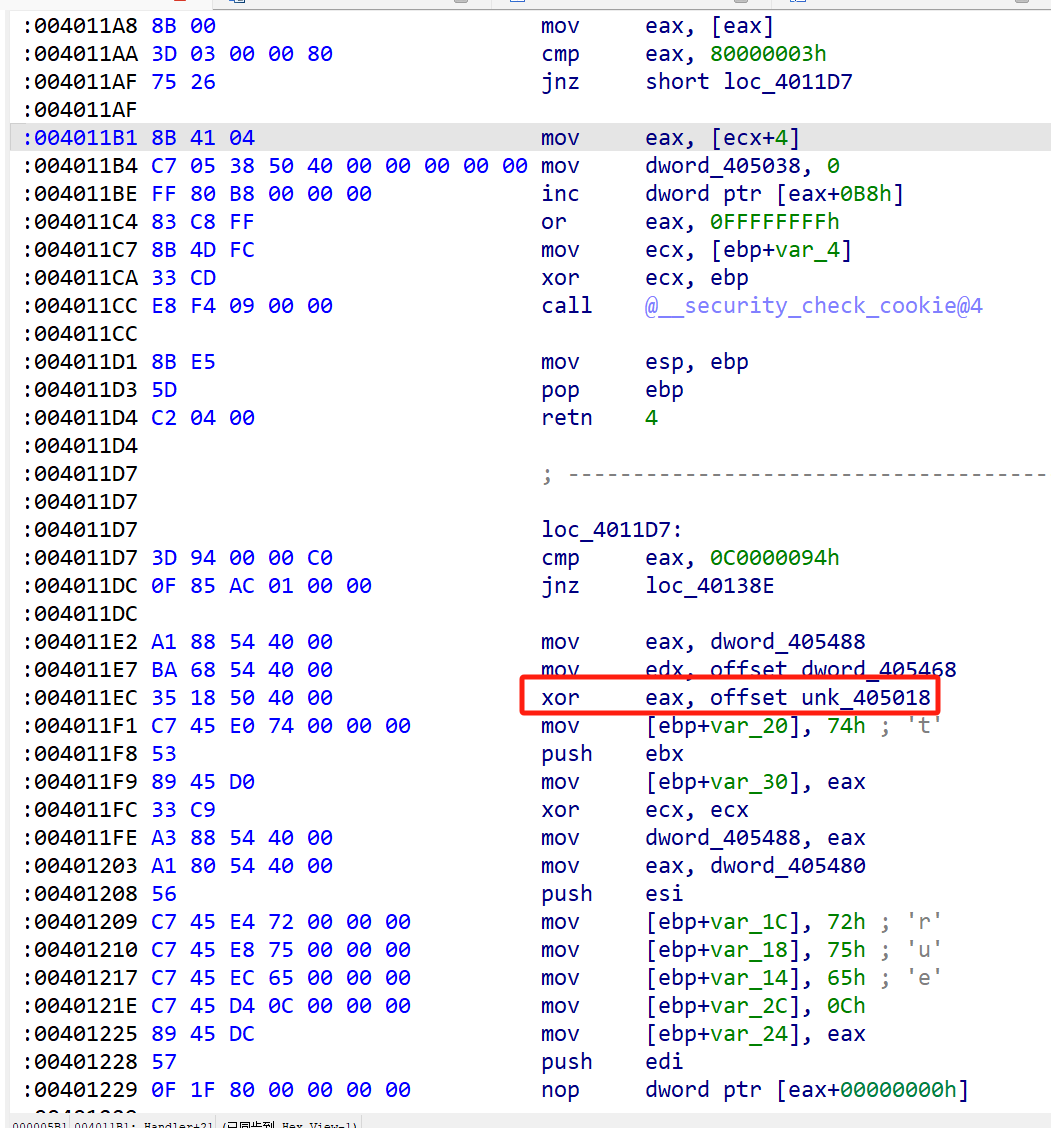 :004011A8 8B 00 mov eax, [eax]
:004011AA 3D 03 00 00 80 cmp eax, 80000003h
:004011AF 75 26 jnz short loc_4011D7
:004011AF
:004011B1 8B 41 04 mov eax, [ecx+4]
:004011B4 C7 05 38 50 40 00 00 00 00 00 mov dword_405038, 0
:004011BE FF 80 B8 00 00 00 inc dword ptr [eax+0B8h]
:004011C4 83 C8 FF or eax, 0FFFFFFFFh
:004011C7 8B 4D FC mov ecx, [ebp+var_4]
:004011CA 33 CD xor ecx, ebp
:004011CC E8 F4 09 00 00 call @__security_check_cookie@4
:004011CC
:004011D1 8B E5 mov esp, ebp
:004011D3 5D pop ebp
:004011D4 C2 04 00 retn 4
:004011D4
:004011D7 ; -------------------------------------
:004011D7
:004011D7 loc_4011D7:
:004011D7 3D 94 00 00 C0 cmp eax, 0C0000094h
:004011DC 0F 85 AC 01 00 00 jnz loc_40138E
:004011DC
:004011E2 A1 88 54 40 00 mov eax, dword_405488
:004011E7 BA 68 54 40 00 mov edx, offset dword_405468
:004011EC 35 18 50 40 00 xor eax, offset unk_405018
:004011F1 C7 45 E0 74 00 00 00 mov [ebp+var_20], 74h ; 't'
:004011F8 53 push ebx
:004011F9 89 45 D0 mov [ebp+var_30], eax
:004011FC 33 C9 xor ecx, ecx
:004011FE A3 88 54 40 00 mov dword_405488, eax
:00401203 A1 80 54 40 00 mov eax, dword_405480
:00401208 56 push esi
:00401209 C7 45 E4 72 00 00 00 mov [ebp+var_1C], 72h ; 'r'
:00401210 C7 45 E8 75 00 00 00 mov [ebp+var_18], 75h ; 'u'
:00401217 C7 45 EC 65 00 00 00 mov [ebp+var_14], 65h ; 'e'
:0040121E C7 45 D4 0C 00 00 00 mov [ebp+var_2C], 0Ch
:00401225 89 45 DC mov [ebp+var_24], eax
:00401228 57 push edi
:00401229 0F 1F 80 00 00 00 00 nop dword ptr [eax+00000000h]
000005B1 004011B1: Handler+21 (已同步到 Hex View-1)